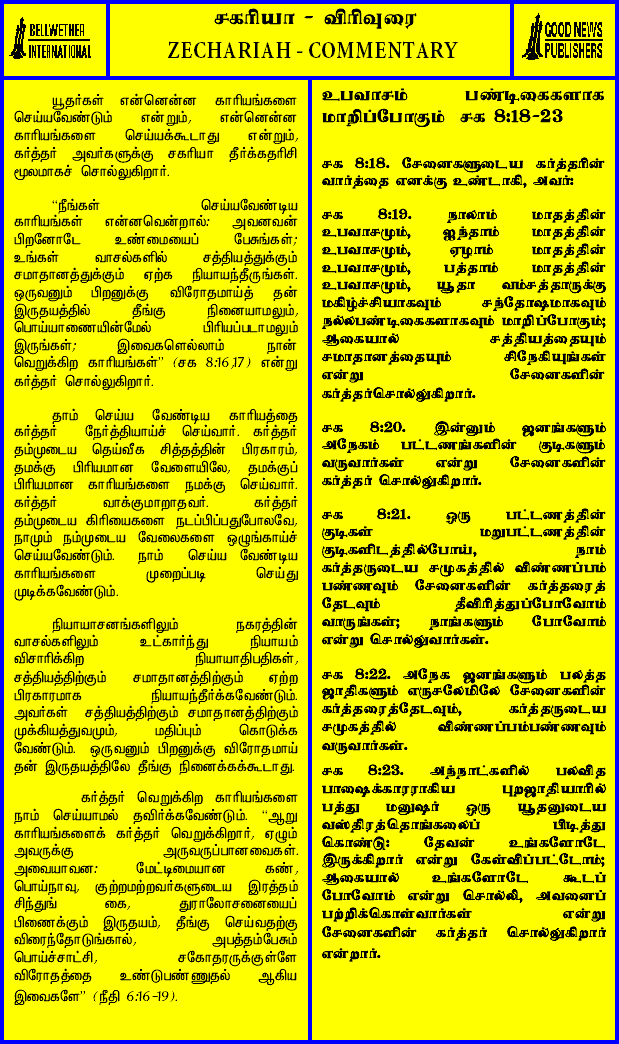 BELLWETHER
INTERNATIONAL
சகரியா - விரிவுரை
ZECHARIAH - COMMENTARY
GOOD NEWS
PUBLISHERS
யூதர்கள் என்னென்ன காரியங்களை
செய்யவேண்டும் என்றும், என்னென்ன
காரியங்களை செய்யக்கூடாது என்றும்,
கர்த்தர் அவர்களுக்கு சகரியா தீர்க்கதரிசி
மூலமாகச் சொல்லுகிறார்.
“நீங்கள் செய்யவேண்டிய
காரியங்கள் என்னவென்றால்: அவனவன்
பிறனோடே உண்மையைப் பேசுங்கள்;
உங்கள் வாசல்களில் சத்தியத்துக்கும்
சமாதானத்துக்கும் ஏற்க நியாயந்தீருங்கள்.
ஒருவனும் பிறனுக்கு விரோதமாய்த் தன்
இருதயத்தில் தீங்கு நினையாமலும்,
பொய்யாணையின்மேல் பிரியப்படாமலும்
இருங்கள்; இவைகளெல்லாம் நான்
வெறுக்கிற காரியங்கள்” (சக 8:16,17) என்று
கர்த்தர் சொல்லுகிறார்.
தாம் செய்ய வேண்டிய காரியத்தை
கர்த்தர் நேர்த்தியாய்ச் செய்வார். கர்த்தர்
தம்முடைய தெய்வீக சித்தத்தின் பிரகாரம்,
தமக்கு பிரியமான வேளையிலே, தமக்குப்
பிரியமான காரியங்களை நமக்கு செய்வார்.
கர்த்தர் வாக்குமாறாதவர். கர்த்தர்
தம்முடைய கிரியைகளை நடப்பிப்பதுபோலவே,
நாமும் நம்முடைய வேலைகளை ஒழுங்காய்ச்
செய்யவேண்டும். நாம் செய்ய வேண்டிய
காரியங்களை முறைப்படி செய்து
முடிக்கவேண்டும்.
நியாயாசனங்களிலும் நகரத்தின்
வாசல்களிலும் உட்கார்ந்து நியாயம்
விசாரிக்கிற நியாயாதிபதிகள்,
சத்தியத்திற்கும் சமாதானத்திற்கும் ஏற்ற
பிரகாரமாக நியாயந்தீர்க்கவேண்டும்.
அவர்கள் சத்தியத்திற்கும் சமாதானத்திற்கும்
முக்கியத்துவமும், மதிப்பும் கொடுக்க
வேண்டும். ஒருவனும் பிறனுக்கு விரோதமாய்
தன் இருதயத்திலே தீங்கு நினைக்கக்கூடாது.
கர்த்தர் வெறுக்கிற காரியங்களை
நாம் செய்யாமல் தவிர்க்கவேண்டும். “ஆறு
காரியங்களைக் கர்த்தர் வெறுக்கிறார், ஏழும்
அவருக்கு அருவருப்பானவைகள்.
அவையாவன: மேட்டிமையான கண்,
பொய்நாவு, குற்றமற்றவர்களுடைய இரத்தம்
சிந்துங் கை, துராலோசனையைப்
பிணைக்கும் இருதயம், தீங்கு செய்வதற்கு
விரைந்தோடுங்கால், அபத்தம்பேசும்
பொய்ச்சாட்சி, சகோதரருக்குள்ளே
விரோதத்தை உண்டுபண்ணுதல் ஆகிய
இவைகளே” (நீதி 6:16-19).
உபவாசம் பண்டிகைகளாக
மாறிப்போகும் சக 8:18-23
சக 8:18. சேனைகளுடைய கர்த்தரின்
வார்த்தை எனக்கு உண்டாகி, அவர்:
சக 8:19. நாலாம் மாதத்தின்
உபவாசமும், ஐந்தாம் மாதத்தின்
உபவாசமும், ஏழாம் மாதத்தின்
உபவாசமும், பத்தாம் மாதத்தின்
உபவாசமும், யூதா வம்சத்தாருக்கு
மகிழ்ச்சியாகவும் சந்தோஷமாகவும்
நல்லபண்டிகைகளாகவும் மாறிப்போகும்;
ஆகையால் சத்தியத்தையும்
சமாதானத்தையும் சிநேகியுங்கள்
என்று சேனைகளின்
கர்த்தர்சொல்லுகிறார்.
சக 8:20. இன்னும் ஜனங்களும்
அநேகம் பட்டணங்களின் குடிகளும்
வருவார்கள் என்று சேனைகளின்
கர்த்தர் சொல்லுகிறார்.
சக 8:21. ஒரு பட்டணத்தின்
குடிகள் மறுபட்டணத்தின்
குடிகளிடத்தில்போய், நாம்
கர்த்தருடைய சமுகத்தில் விண்ணப்பம்
பண்ணவும் சேனைகளின் கர்த்தரைத்
தேடவும் தீவிரித்துப்போவோம்
வாருங்கள்; நாங்களும் போவோம்
என்று சொல்லுவார்கள்.
சக 8:22. அநேக ஜனங்களும் பலத்த
ஜாதிகளும் எருசலேமிலே சேனைகளின்
கர்த்தரைத்தேடவும், கர்த்தருடைய
சமுகத்தில் விண்ணப்பம்பண்ணவும்
வருவார்கள்.
சக 8:23. அந்நாட்களில் பலவித
பாஷைக்காரராகிய புறஜாதியாரில்
பத்து மனுஷர் ஒரு யூதனுடைய
வஸ்திரத்தொங்கலைப் பிடித்து
கொண்டு: தேவன் உங்களோடே
இருக்கிறார் என்று கேள்விப்பட்டோம்;
ஆகையால் உங்களோடே கூடப்
போவோம் என்று சொல்லி, அவனைப்
பற்றிக்கொள்வார்கள் என்று
சேனைகளின் கர்த்தர் சொல்லுகிறார்
என்றார்.